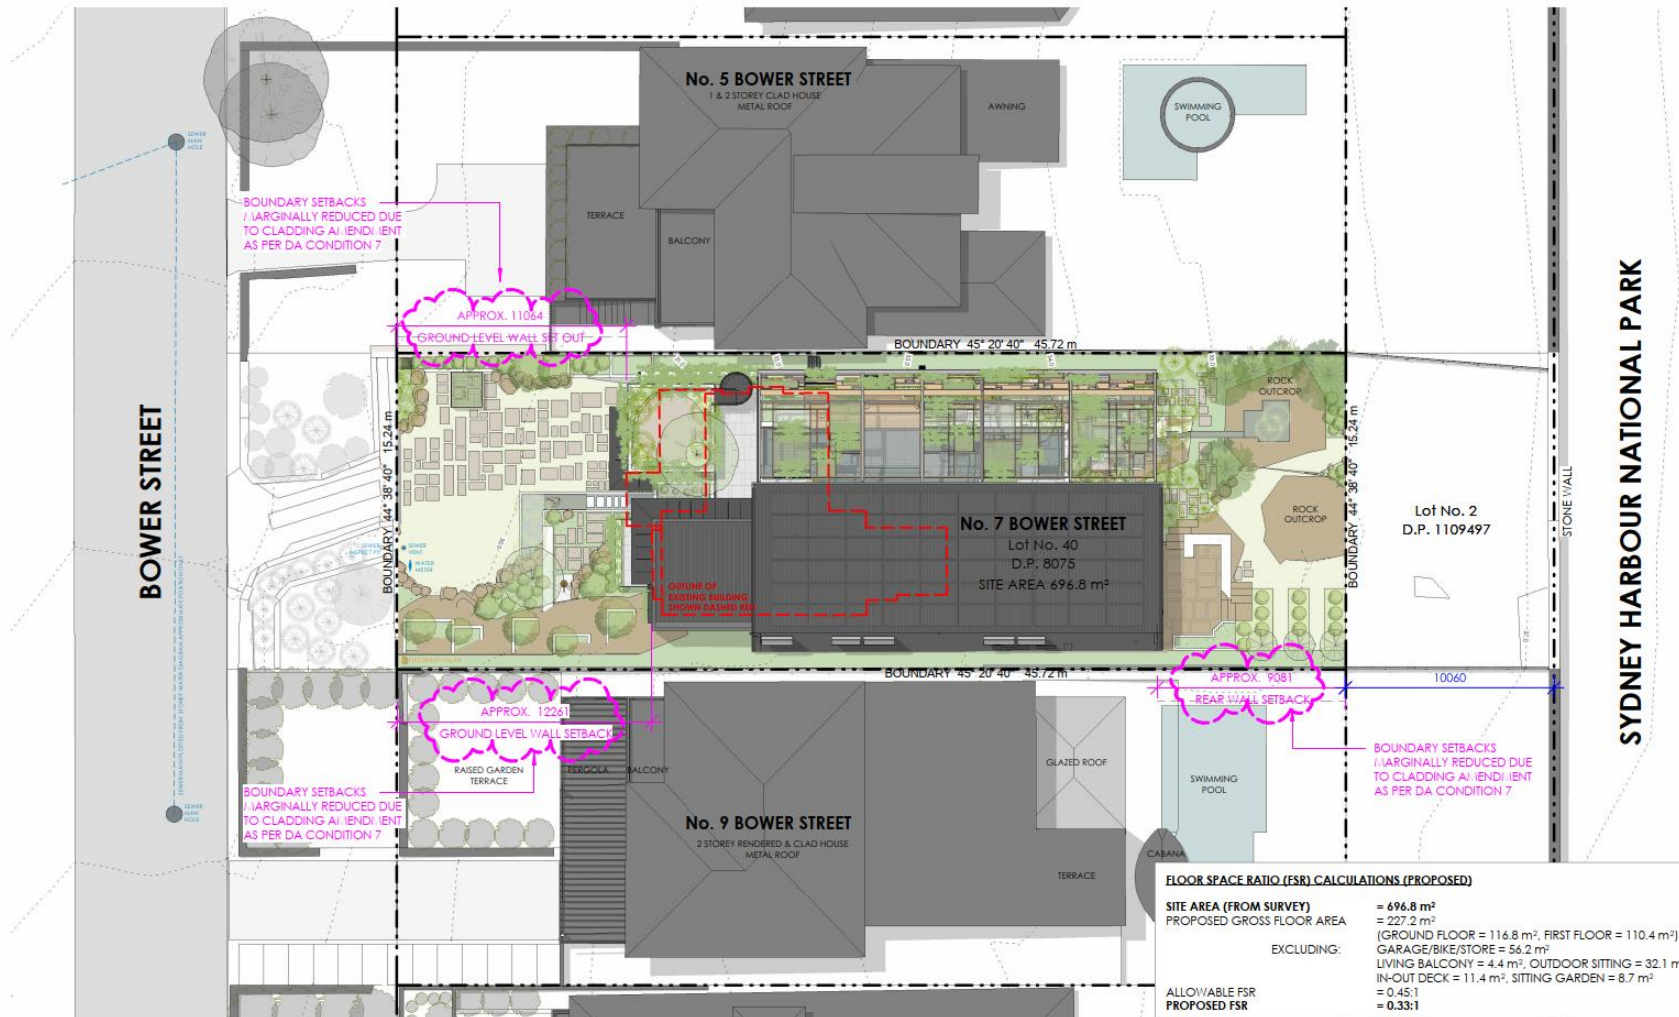 No. 5 BOWER STREET
1 & 2 STOREY CLAD HOUSE
METAL ROOF
AWNING
SWIMMING
POOL
SEWER
MAN
HOLE
BOUNDARY SETBACKS
MARGINALLY REDUCED DUE
TO CLADDING AMENDMENT
AS PER DA CONDITION 7
TERRACE
BALCONY
APPROX. 11064
GROUND LEVEL WALL SET OUT
BOUNDARY 45° 20' 40" 45.72 m
BOWER STREET
BOUNDARY 44° 38' 40" 15.24 m
ROCK
OUTCROP
ROCK
OUTCROP
BOUNDARY 44° 38' 40" 15.24 m
Lot No. 2
D.P. 1109497
STONE WALL
SYDNEY HARBOUR NATIONAL PARK
No. 7 BOWER STREET
Lot No. 40
D.P. 8075
SITE AREA 696.8 m²
SEWER
VENT
WATER
METER
OUTLINE OF
EXISTING BUILDING
SHOWN DASHED RED
BOUNDARY 45° 20' 40" 45.72 m
APPROX. 9081
REAR WALL SETBACK
10060
APPROX. 12261
GROUND LEVEL WALL SETBACK
RAISED GARDEN
TERRACE
PERGOLA
BALCONY
GLAZED ROOF
SWIMMING
POOL
BOUNDARY SETBACKS
MARGINALLY REDUCED DUE
TO CLADDING AMENDMENT
AS PER DA CONDITION 7
BOUNDARY SETBACKS
MARGINALLY REDUCED DUE
TO CLADDING AMENDMENT
AS PER DA CONDITION 7
SEWER
MAN
HOLE
No. 9 BOWER STREET
2 STOREY RENDERED & CLAD HOUSE
METAL ROOF
TERRACE
CABANA
FLOOR SPACE RATIO (FSR) CALCULATIONS (PROPOSED)
SITE AREA (FROM SURVEY) = 696.8 m²
PROPOSED GROSS FLOOR AREA = 227.2 m²
(GROUND FLOOR = 116.8 m², FIRST FLOOR = 110.4 m²)
EXCLUDING: GARAGE/BIKE/STORE = 56.2 m²
LIVING BALCONY = 4.4 m², OUTDOOR SITTING = 32.1 m
IN-OUT DECK = 11.4 m², SITTING GARDEN = 8.7 m²
ALLOWABLE FSR = 0.45:1
PROPOSED FSR = 0.33:1